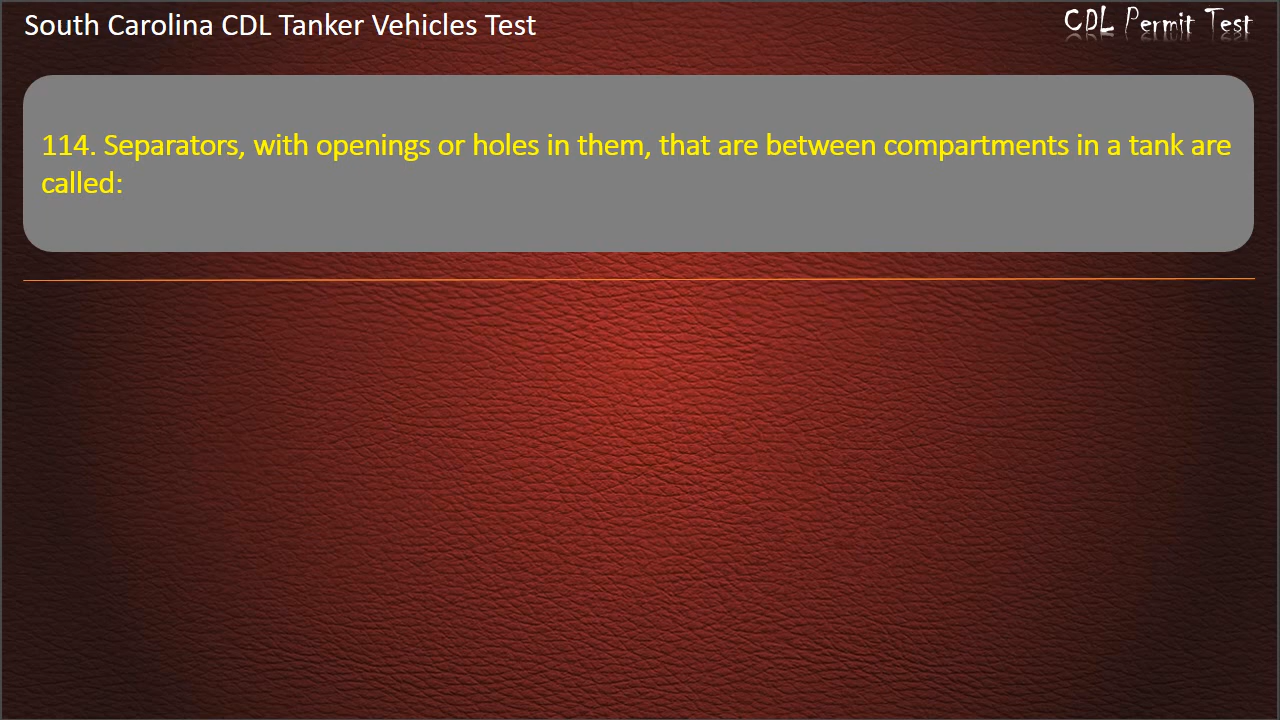 South Carolina CDL Tanker Vehicles Test
CDL Permit Test
114. Separators, with openings or holes in them, that are between compartments in a tank are
called: